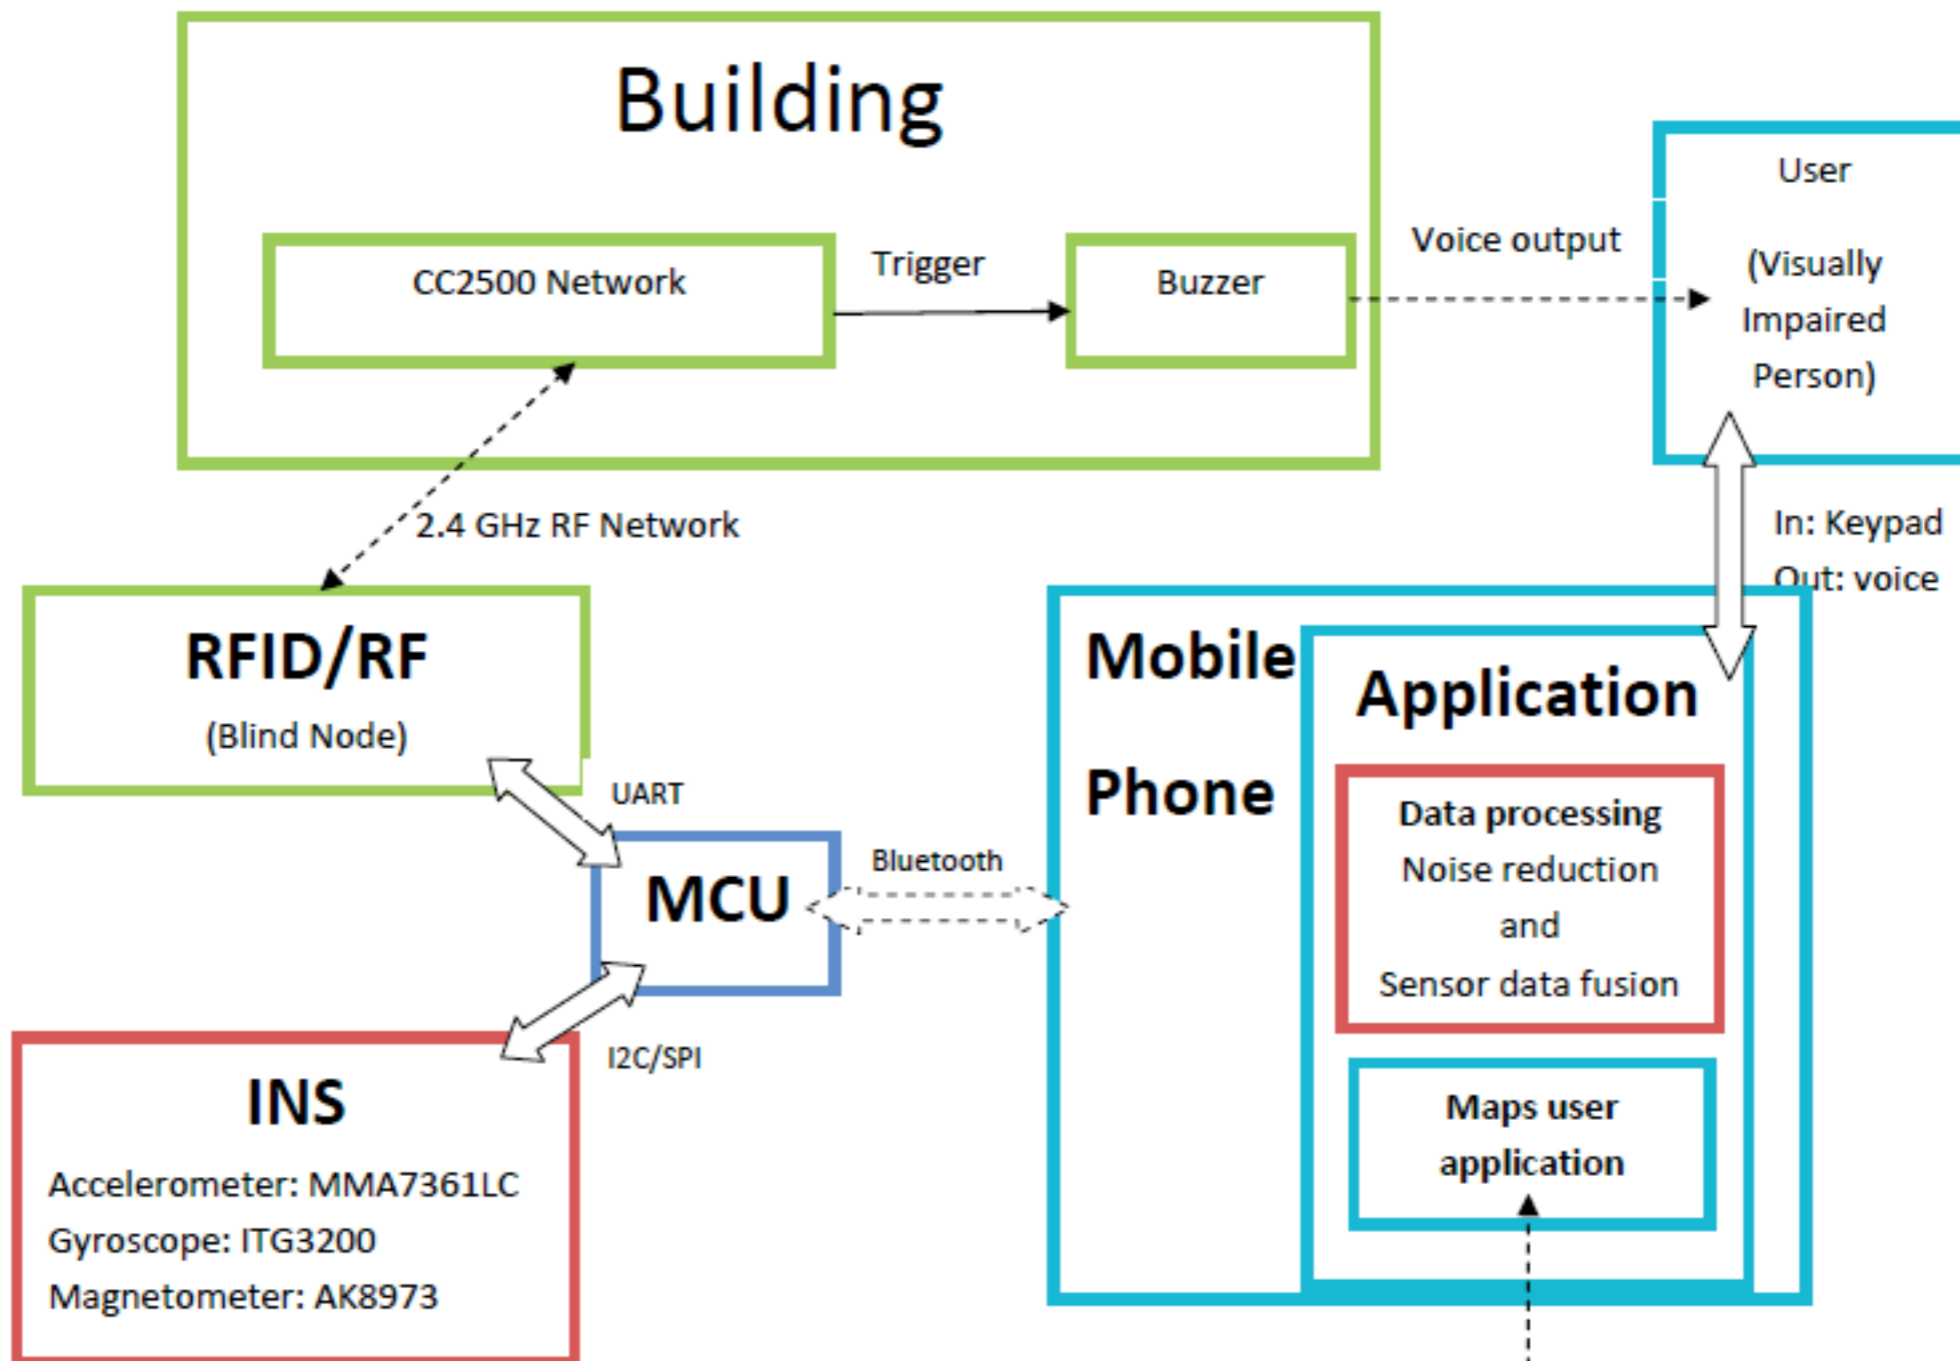 Building
CC2500 Network
Trigger
Buzzer
Voice output
User
(Visually
Impaired
Person)
2.4 GHz RF Network
In: Keypad
Out: voice
RFID/RF
(Blind Node)
UART
MCU
Bluetooth
I2C/SPI
INS
Accelerometer: MMA7361LC
Gyroscope: ITG3200
Magnetometer: AK8973
Mobile
Phone
Application
Data processing
Noise reduction
and
Sensor data fusion
Maps user
application